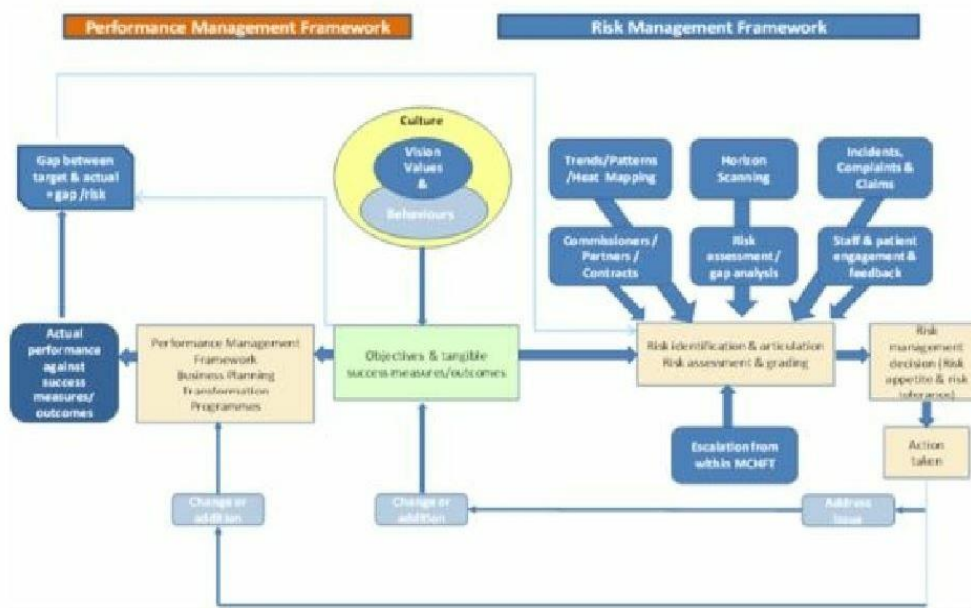 Performance Management Framework
Risk Management Framework
Culture
Vision
Values
&
Behaviours
Gap between
target & actual
= gap /risk
Trends/Patterns
/Heat Mapping
Horizon
Scanning
Incidents,
Complaints &
Claims
Commissioners /
Partners /
Contracts
Risk
assessment/
gap analysis
Staff & patient
engagement &
feedback
Actual
performance
against
success
measures/
outcomes
Performance Management
Framework
Business Planning
Transformation
Programmes
Objectives & tangible
success measures/outcomes
Risk identification & articulation
Risk assessment & grading
Risk
management
decision (Risk
appetite & risk
tolerance)
Escalation from
within MCHFT
Action
taken
Change or
addition
Change or
addition
Address
issue